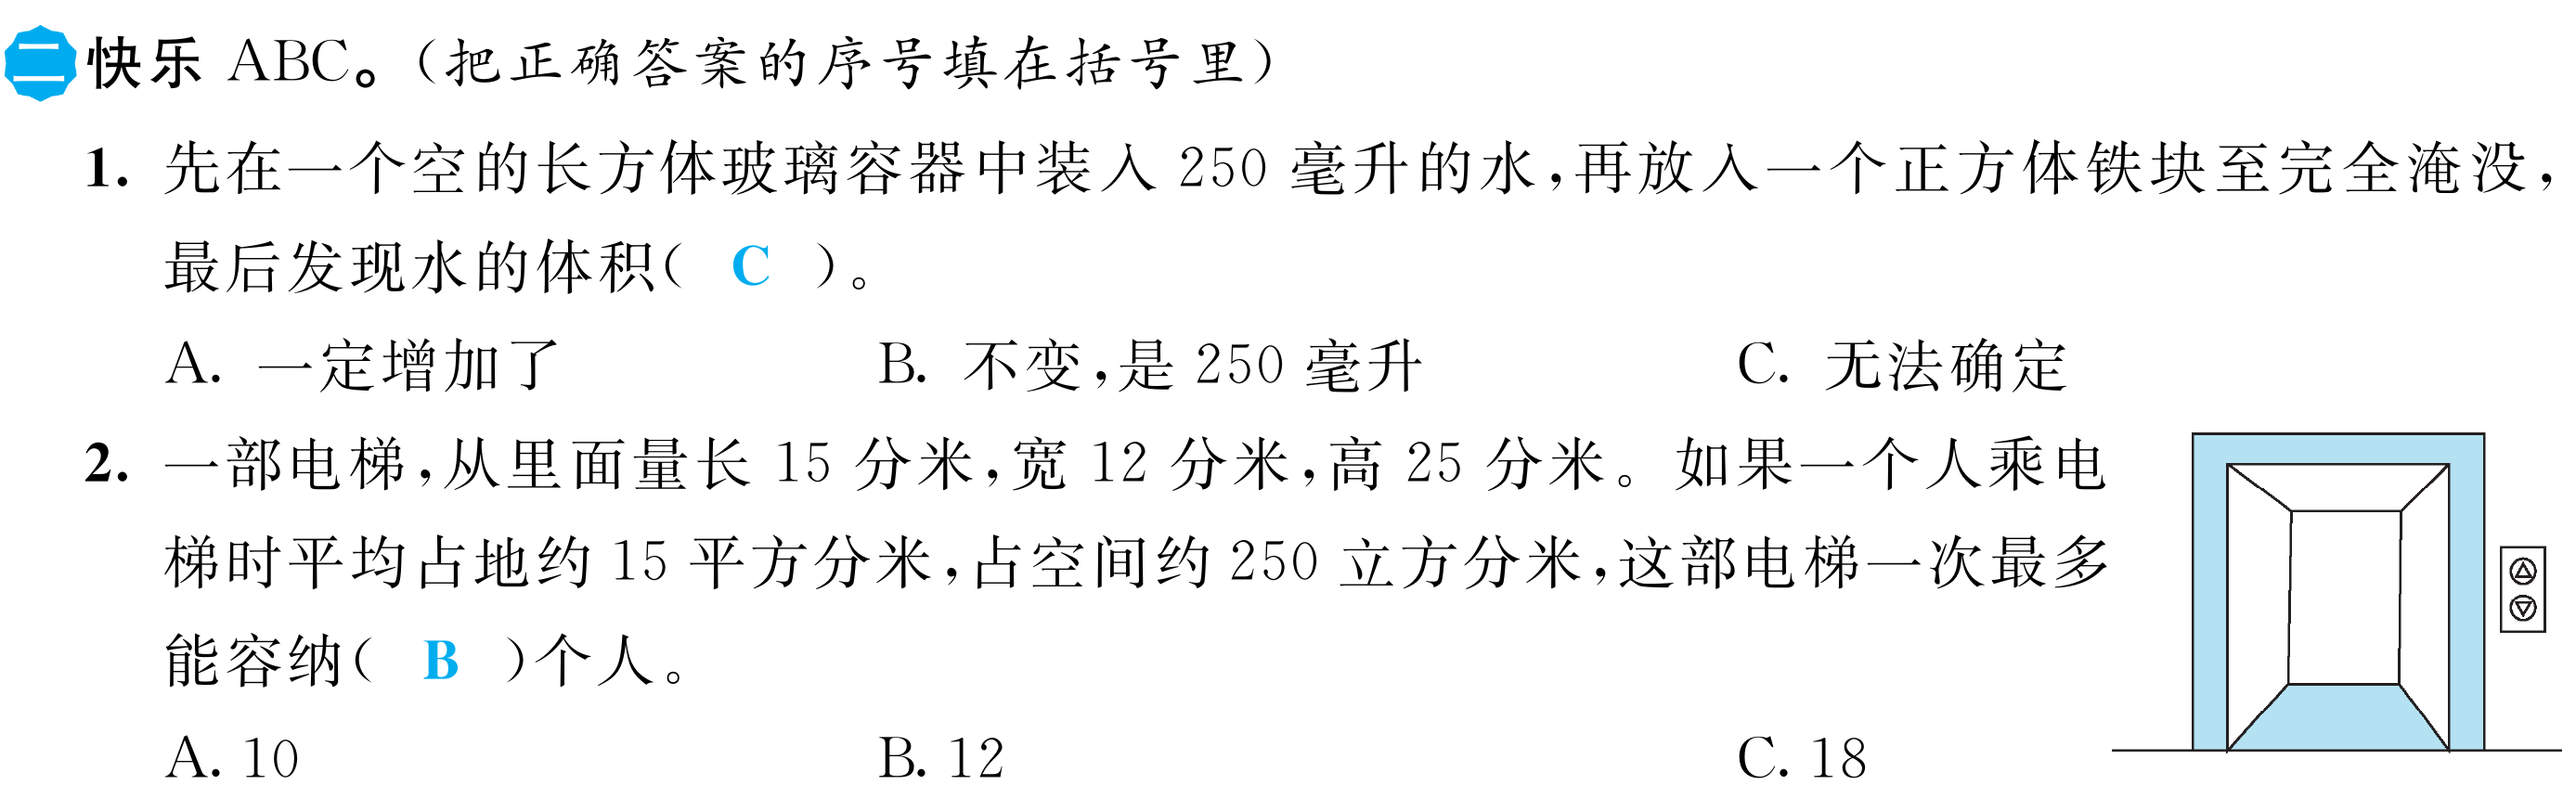 二 快乐 ABC。(把正确答案的序号填在括号里)
1. 先在一个空的长方体玻璃容器中装入 250 毫升的水,再放入一个正方体铁块至完全淹没,
最后发现水的体积( C )。
A. 一定增加了 B. 不变,是 250 毫升 C. 无法确定
2. 一部电梯,从里面量长 15 分米,宽 12 分米,高 25 分米。如果一个人乘电
梯时平均占地约 15 平方分米,占空间约 250 立方分米,这部电梯一次最多
能容纳( B )个人。
A. 10 B. 12 C. 18